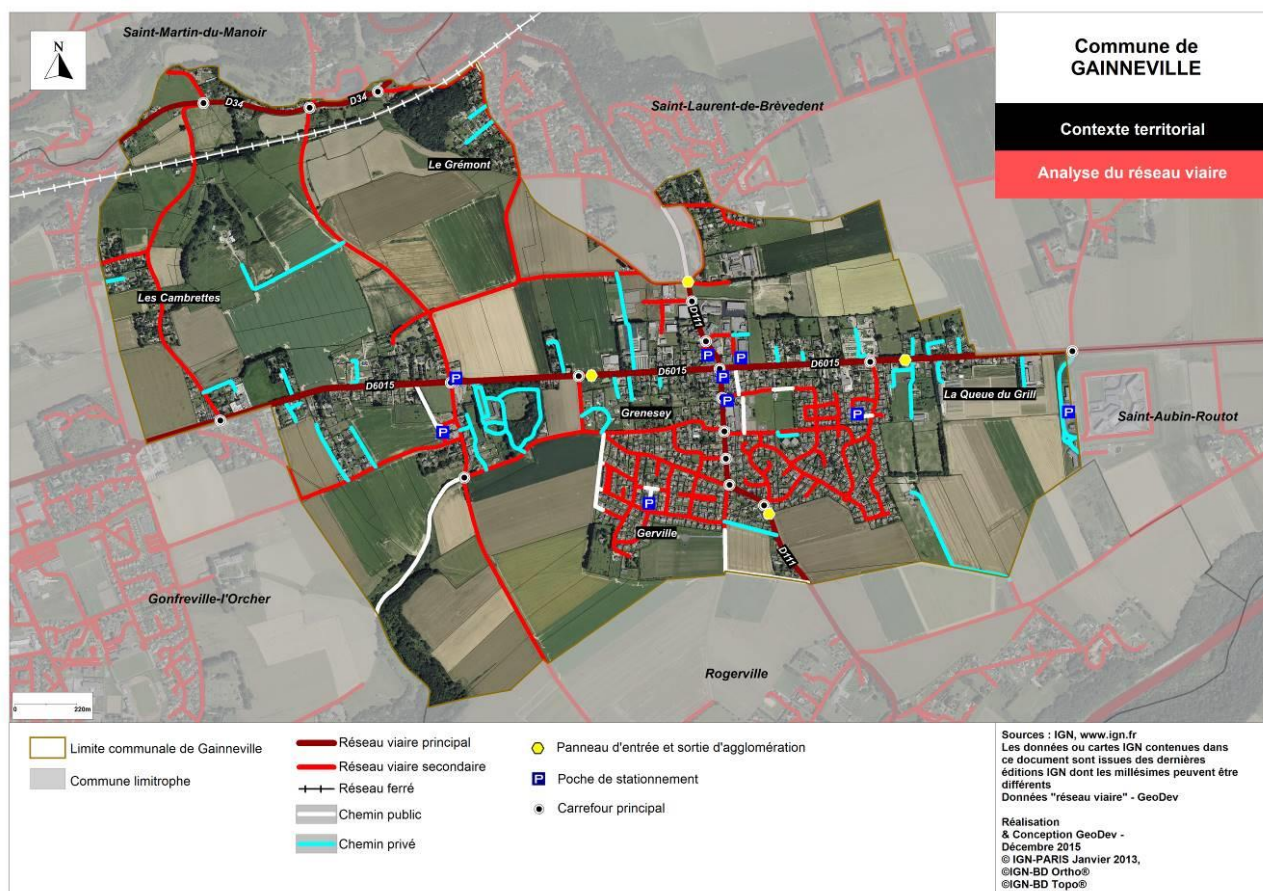 Commune de
GAINNEVILLE
Contexte territorial
Analyse du réseau viaire
N
Saint-Martin-du-Manoir
Saint-Laurent-de-Brèvedent
D34
D34
Le Grémont
Les Cambrettes
D111
P
P
D6015
P
P
D6015
D6015
P
Grenesey
La Queue du Grill
P
P
P
Saint-Aubin-Routot
P
Gerville
D111
Gonfreville-l'Orcher
Rogerville
0
220m
Limite communale de Gainneville
Commune limitrophe
Réseau viaire principal
Réseau viaire secondaire
Réseau ferré
Chemin public
Chemin privé
Panneau d'entrée et sortie d'agglomération
P Poche de stationnement
Carrefour principal
Sources : IGN, www.ign.fr
Les données ou cartes IGN contenues dans
ce document sont issues des dernières
éditions IGN dont les millésimes peuvent être
différents
Données "réseau viaire" - GeoDev
Réalisation
& Conception GeoDev -
Décembre 2015
© IGN-PARIS Janvier 2013,
©IGN-BD Ortho®
©IGN-BD Topo®